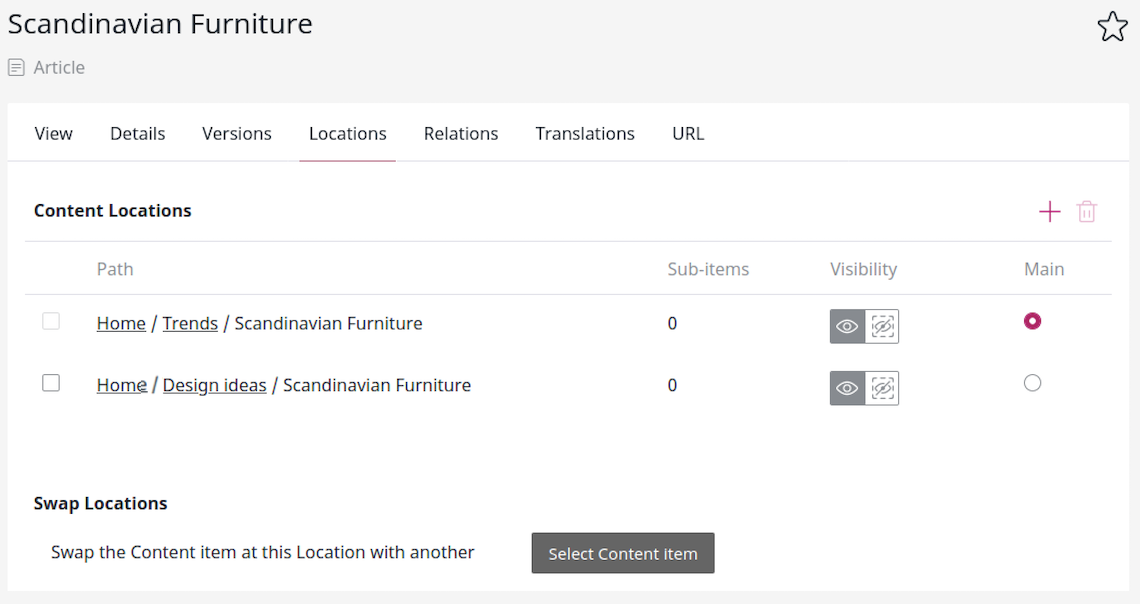 Scandinavian Furniture
Article
View Details Versions Locations Relations Translations URL
Content Locations
Path Sub-items Visibility Main
Home / Trends / Scandinavian Furniture 0
Home / Design ideas / Scandinavian Furniture 0
Swap Locations
Swap the Content item at this Location with another Select Content item